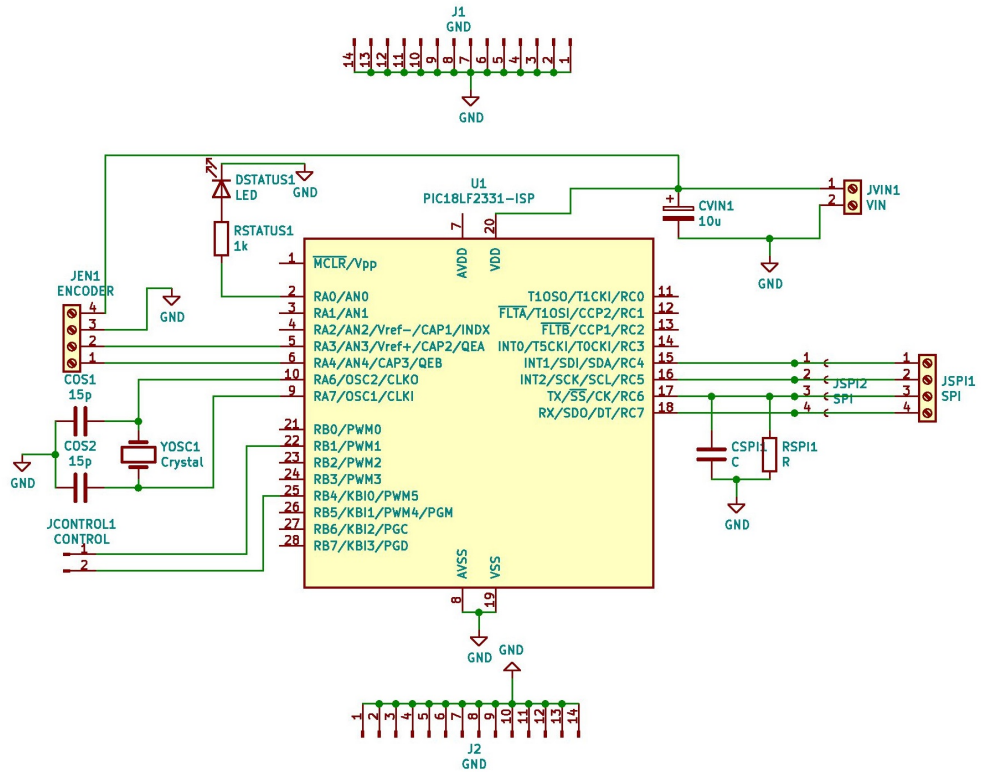 J1
GND
14 13 12 11 10 9 8 7 6 5 4 3 2 1
GND
DSTATUS1
LED
GND
RSTATUS1
1k
U1
PIC18LF2331-ISP
7 20
AVDD VDD
+
CVIN1
10u
1
2
JVIN1
VIN
GND
JEN1
ENCODER
4
3
2
1
GND
1 MCLR/Vpp
2 RA0/AN0
3 RA1/AN1
4 RA2/AN2/Vref-/CAP1/INDX
5 RA3/AN3/Vref+/CAP2/QEA
6 RA4/AN4/CAP3/QEB
10 RA6/OSC2/CLKO
9 RA7/OSC1/CLKI
21 RB0/PWM0
22 RB1/PWM1
23 RB2/PWM2
24 RB3/PWM3
25 RB4/KBI0/PWM5
26 RB5/KBI1/PWM4/PGM
27 RB6/KBI2/PGC
28 RB7/KBI3/PGD
T1OSO/T1CKI/RC0 11
FLTA/T1OSI/CCP2/RC1 12
FLTB/CCP1/RC2 13
INT0/T5CKI/T0CKI/RC3 14
INT1/SDI/SDA/RC4 15
INT2/SCK/SCL/RC5 16
TX/SS/CK/RC6 17
RX/SDO/DT/RC7 18
1
2
3
4
JSPI2
SPI
1
2
3
4
JSPI1
SPI
CSPI1
C
RSPI1
R
GND
COS1
15p
COS2
15p
GND
YOSC1
Crystal
JCONTROL1
CONTROL
1
2
AVSS VSS
8 19
GND
GND
1 2 3 4 5 6 7 8 9 10 11 12 13 14
J2
GND